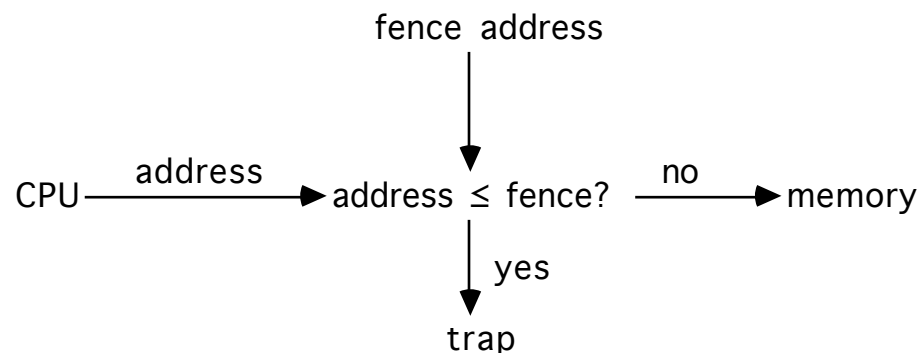 fence address
address
CPU
address ≤ fence?
no
memory
yes
trap